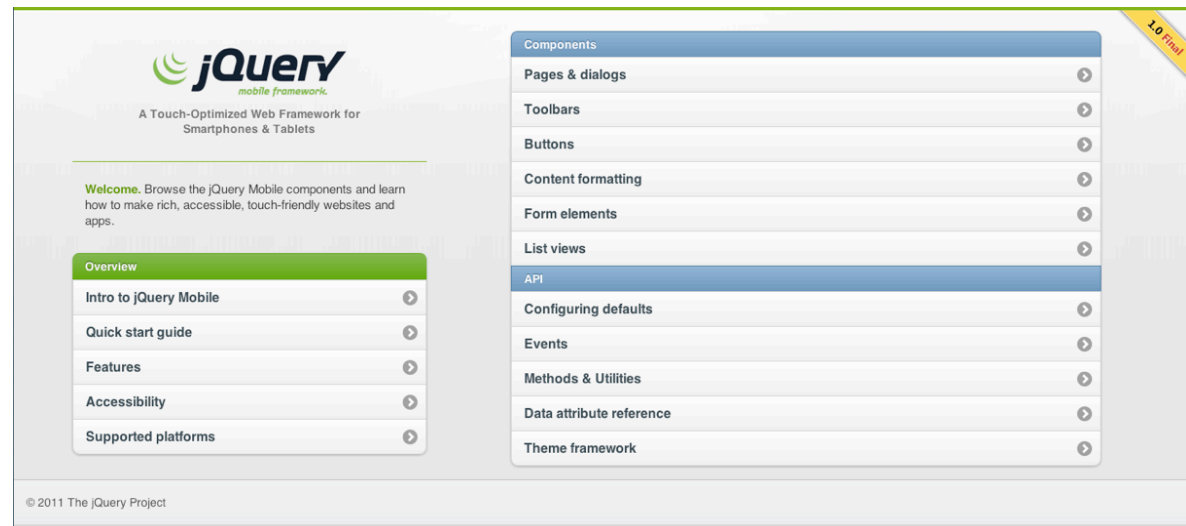 jQuery
mobile framework.
A Touch-Optimized Web Framework for
Smartphones & Tablets
Welcome. Browse the jQuery Mobile components and learn
how to make rich, accessible, touch-friendly websites and
apps.
Overview
Intro to jQuery Mobile
Quick start guide
Features
Accessibility
Supported platforms
Components
Pages & dialogs
Toolbars
Buttons
Content formatting
Form elements
List views
API
Configuring defaults
Events
Methods & Utilities
Data attribute reference
Theme framework
1.0 Final
© 2011 The jQuery Project